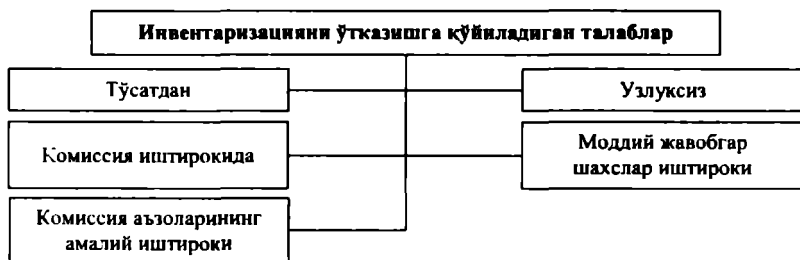 Инвентаризацияни ўтказишга қўйиладиган талаблар
Тўсатдан
Узлуксиз
Комиссия иштирокида
Моддий жавобгар
шахслар иштироки
Комиссия аъзоларининг
амалий иштироки